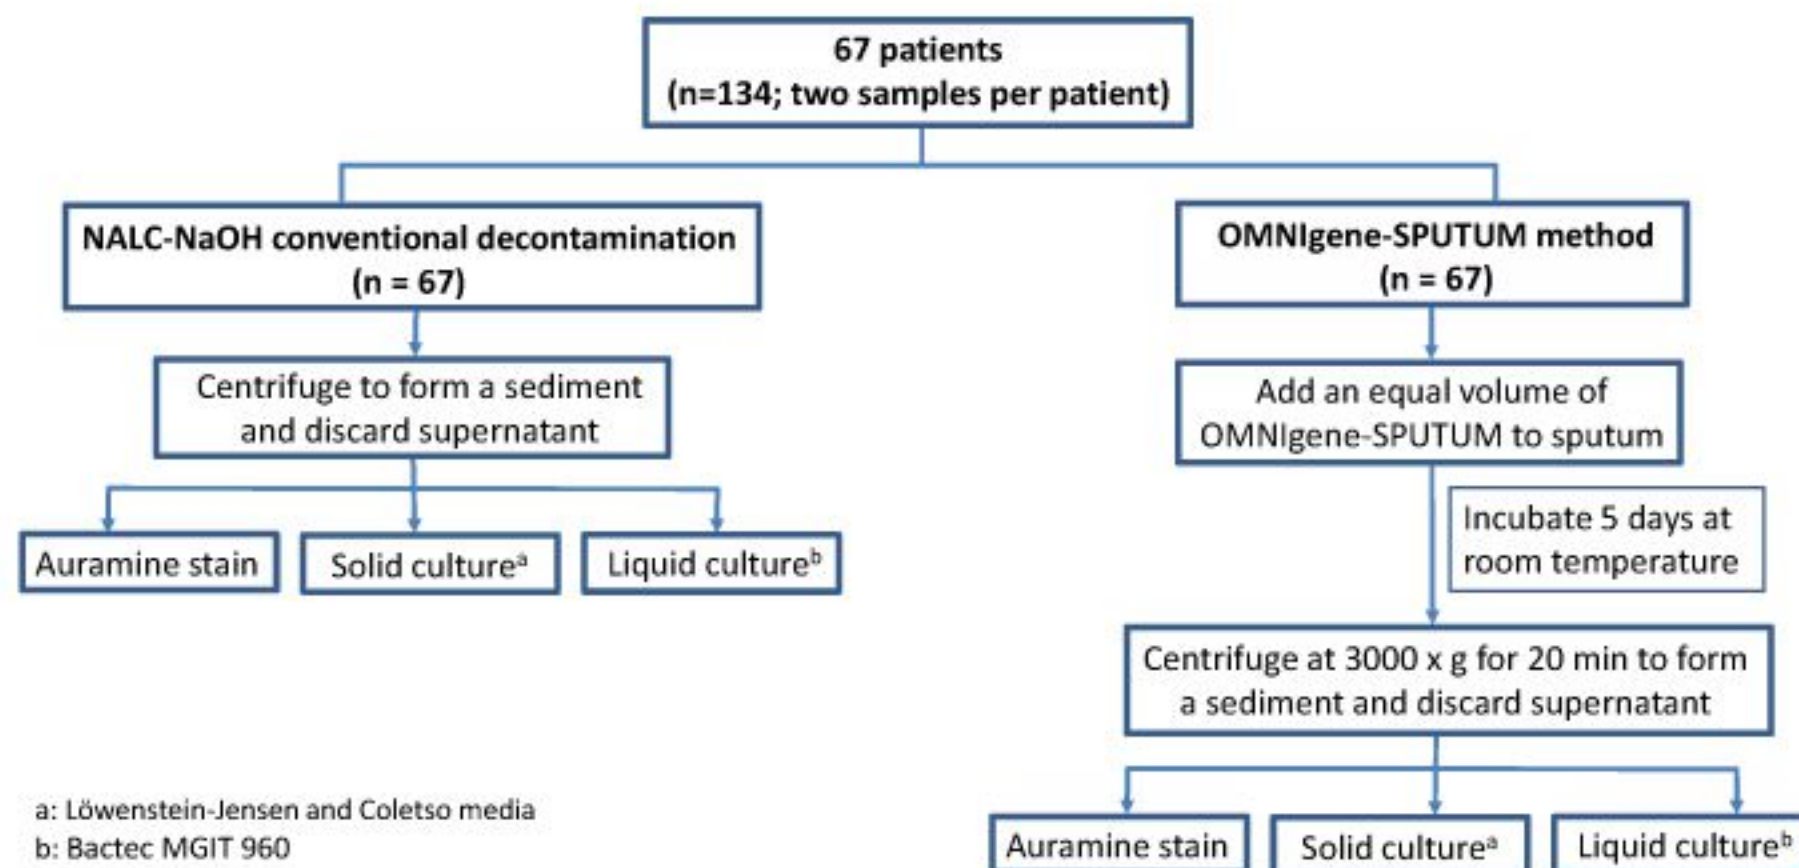 67 patients
(n=134; two samples per patient)
NALC-NaOH conventional decontamination
(n = 67)
Centrifuge to form a sediment
and discard supernatant
Auramine stain
Solid cultureᵃ
Liquid cultureᵇ
OMNIgene-SPUTUM method
(n = 67)
Add an equal volume of
OMNIgene-SPUTUM to sputum
Incubate 5 days at
room temperature
Centrifuge at 3000 x g for 20 min to form
a sediment and discard supernatant
Auramine stain
Solid cultureᵃ
Liquid cultureᵇ
a: Löwenstein-Jensen and Coletso media
b: Bactec MGIT 960